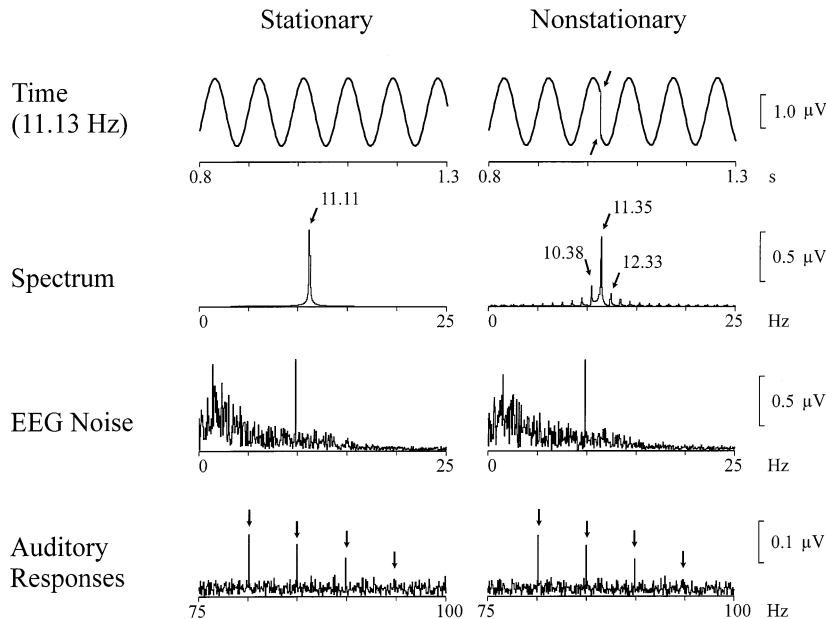 Stationary
Nonstationary
Time
(11.13 Hz)
1.0 µV
0.8
1.3
0.8
1.3
s
11.11
11.35
10.38
12.33
Spectrum
0.5 µV
0
25
0
25
Hz
EEG Noise
0.5 µV
0
25
0
25
Hz
Auditory
Responses
0.1 µV
75
100
75
100
Hz